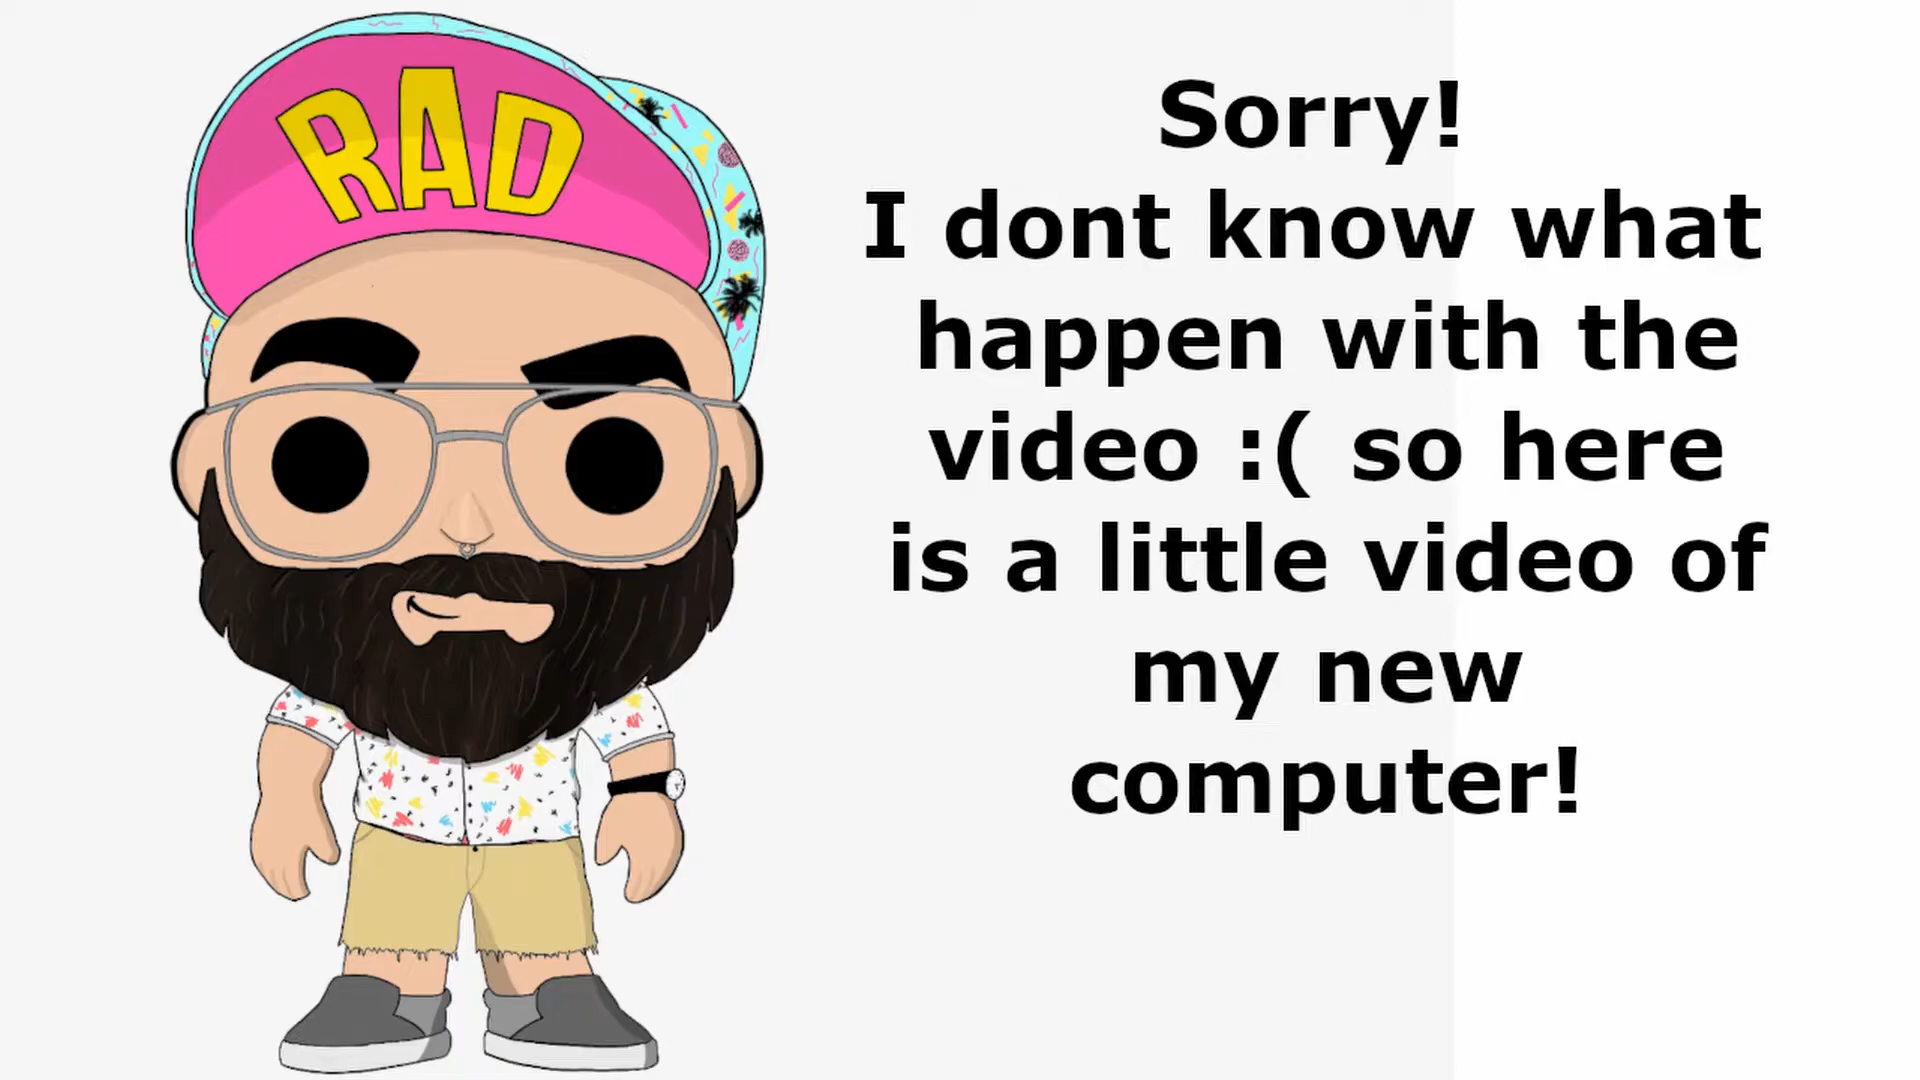 RAD
Sorry!
I dont know what
happen with the
video :( so here
is a little video of
my new
computer!